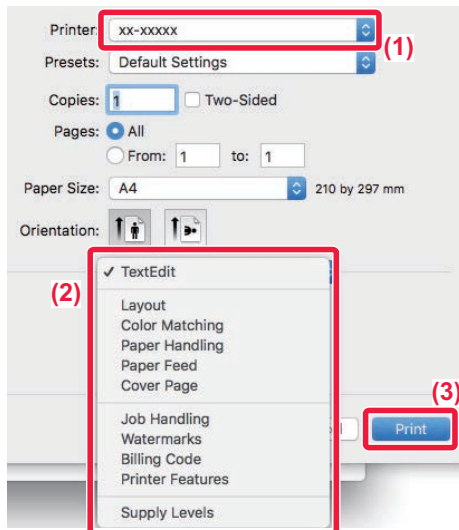 Printer: xx-xxxxx
(1)
Presets: Default Settings
Copies: 1 Two-Sided
Pages: All
From: 1 to: 1
Paper Size: A4 210 by 297 mm
Orientation:
(2)
✓ TextEdit
Layout
Color Matching
Paper Handling
Paper Feed
Cover Page
(3)
Job Handling
Watermarks
Billing Code
Printer Features
Print
Supply Levels